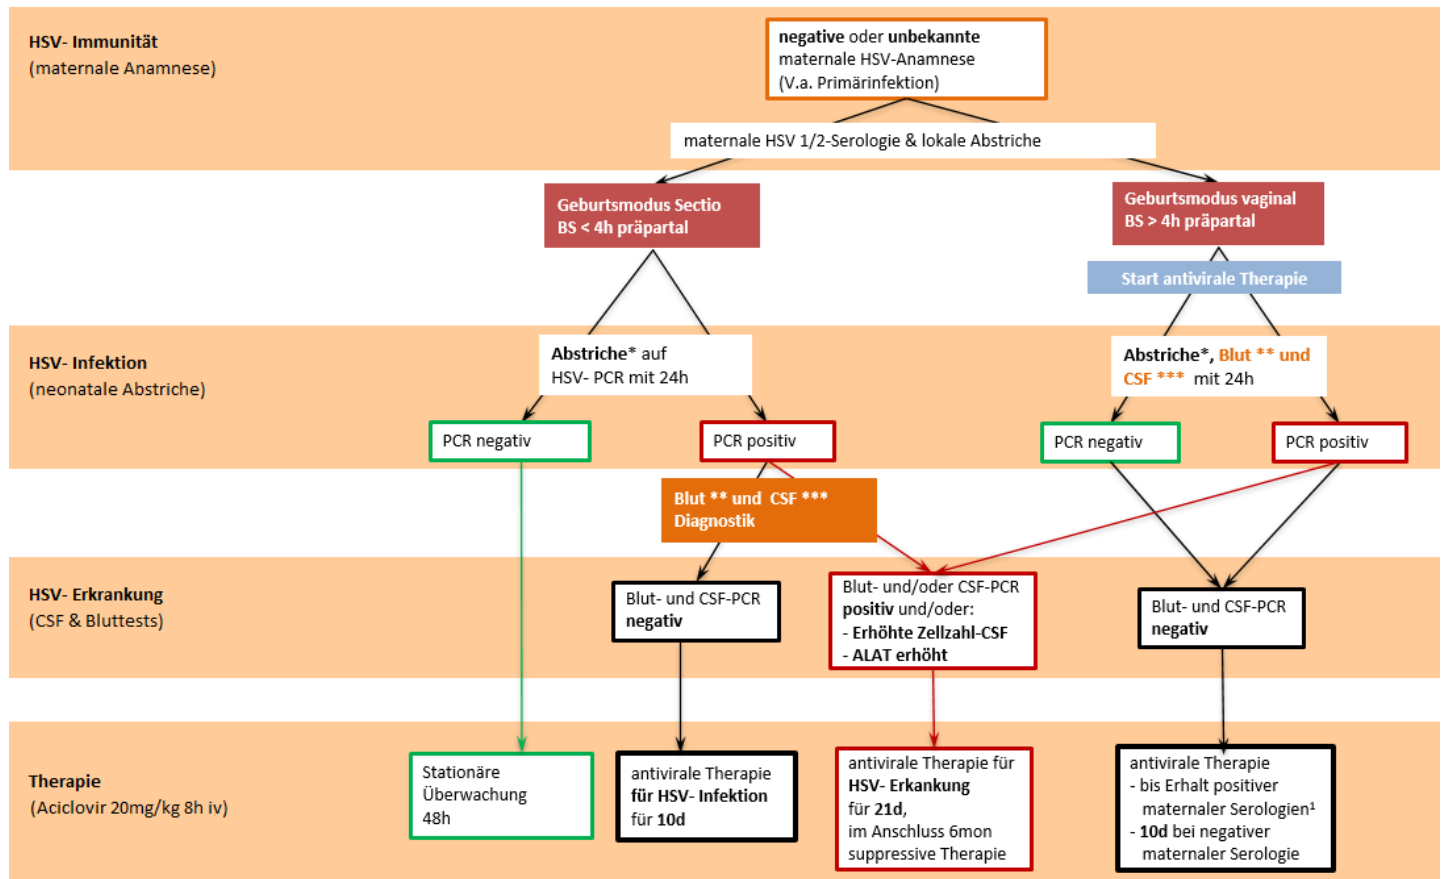 HSV- Immunität
(maternale Anamnese)
negative oder unbekannte
maternale HSV-Anamnese
(V.a. Primärinfektion)
maternale HSV 1/2-Serologie & lokale Abstriche
Geburtsmodus Sectio
BS < 4h präpartal
Geburtsmodus vaginal
BS > 4h präpartal
Start antivirale Therapie
HSV- Infektion
(neonatale Abstriche)
Abstriche* auf
HSV- PCR mit 24h
Abstriche*, Blut ** und
CSF *** mit 24h
PCR negativ
PCR positiv
PCR negativ
PCR positiv
Blut ** und CSF ***
Diagnostik
HSV- Erkrankung
(CSF & Bluttests)
Blut- und CSF-PCR
negativ
Blut- und/oder CSF-PCR
positiv und/oder:
- Erhöhte Zellzahl-CSF
- ALAT erhöht
Blut- und CSF-PCR
negativ
Therapie
(Aciclovir 20mg/kg 8h iv)
Stationäre
Überwachung
48h
antivirale Therapie
für HSV- Infektion
für 10d
antivirale Therapie für
HSV- Erkankung
für 21d,
im Anschluss 6mon
suppressive Therapie
antivirale Therapie
- bis Erhalt positiver
maternaler Serologien¹
- 10d bei negativer
maternaler Serologie